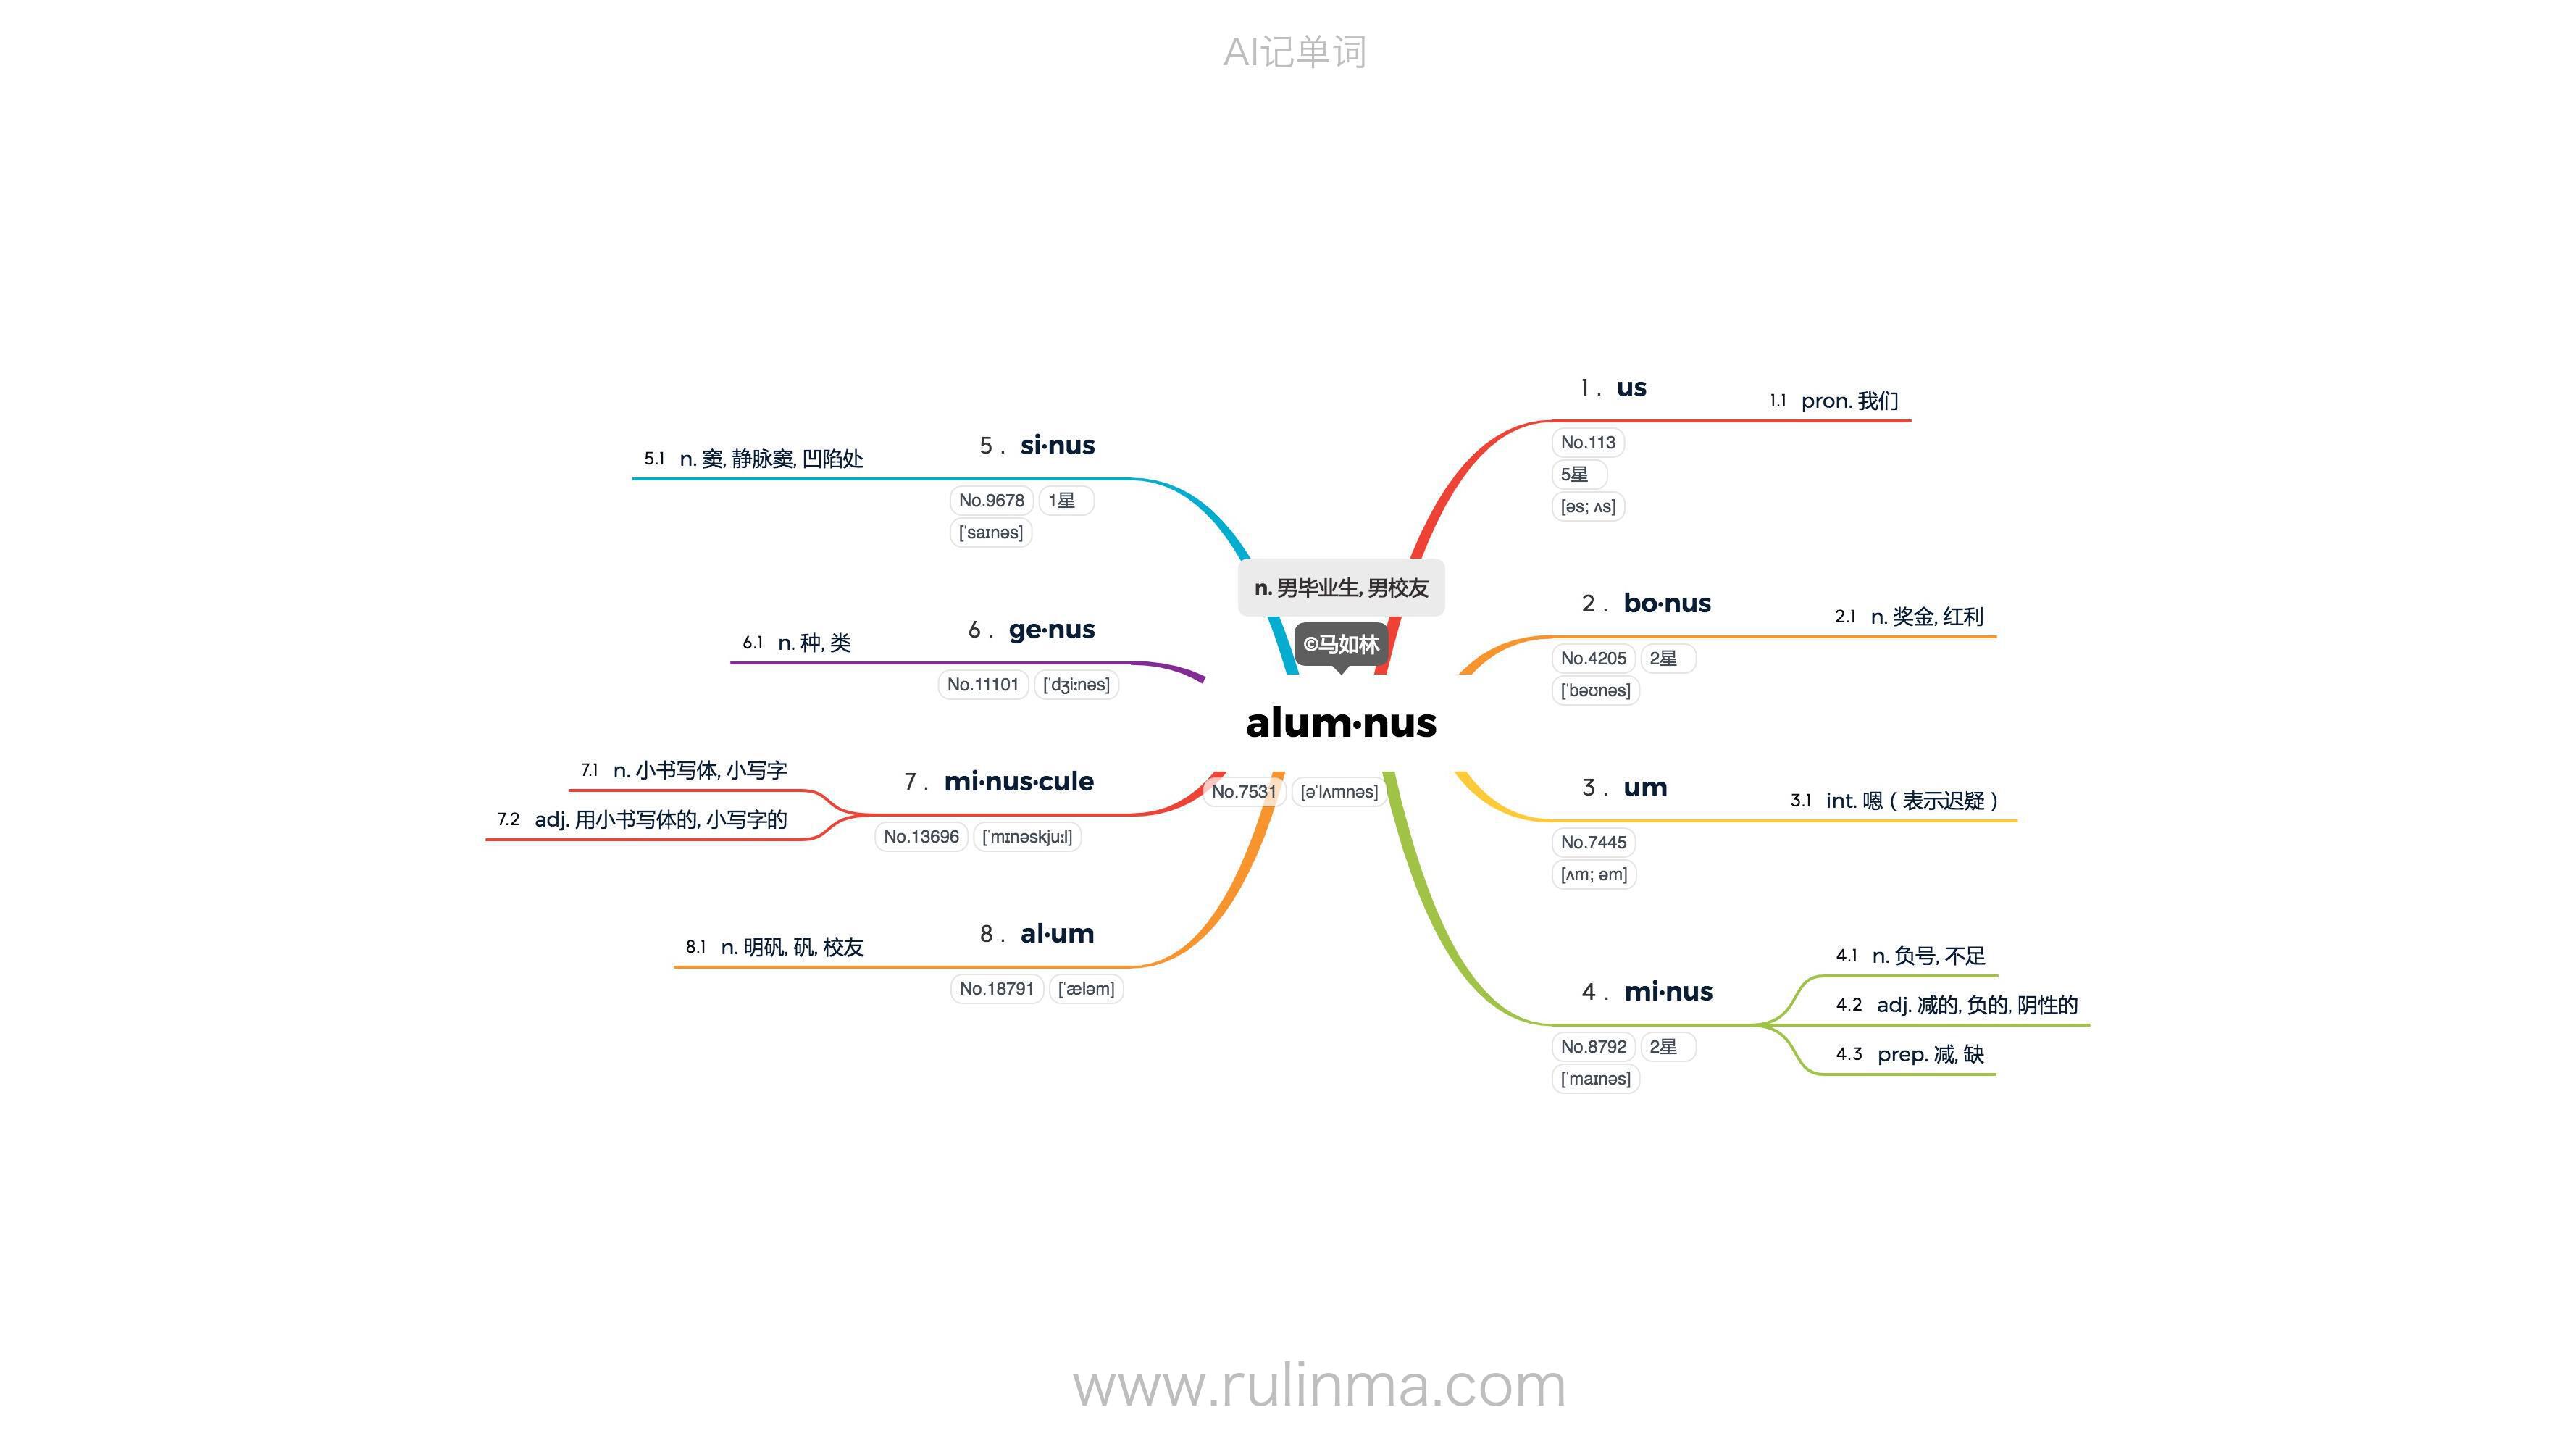 AI记单词
n. 男毕业生, 男校友
©马如林
alum·nus
No.7531 [əˈlʌmnəs]
1 . us
1.1 pron. 我们
No.113
5星
[əs; ʌs]
2 . bo·nus
2.1 n. 奖金, 红利
No.4205 2星
[ˈbəʊnəs]
3 . um
3.1 int. 嗯（表示迟疑）
No.7445
[ʌm; əm]
4 . mi·nus
4.1 n. 负号, 不足
4.2 adj. 减的, 负的, 阴性的
4.3 prep. 减, 缺
No.8792 2星
[ˈmaɪnəs]
5 . si·nus
5.1 n. 窦, 静脉窦, 凹陷处
No.9678 1星
[ˈsaɪnəs]
6 . ge·nus
6.1 n. 种, 类
No.11101 [ˈdʒiːnəs]
7 . mi·nus·cule
7.1 n. 小书写体, 小写字
7.2 adj. 用小书写体的, 小写字的
No.13696 [ˈmɪnəskjuːl]
8 . al·um
8.1 n. 明矾, 矾, 校友
No.18791 [ˈæləm]
www.rulinma.com